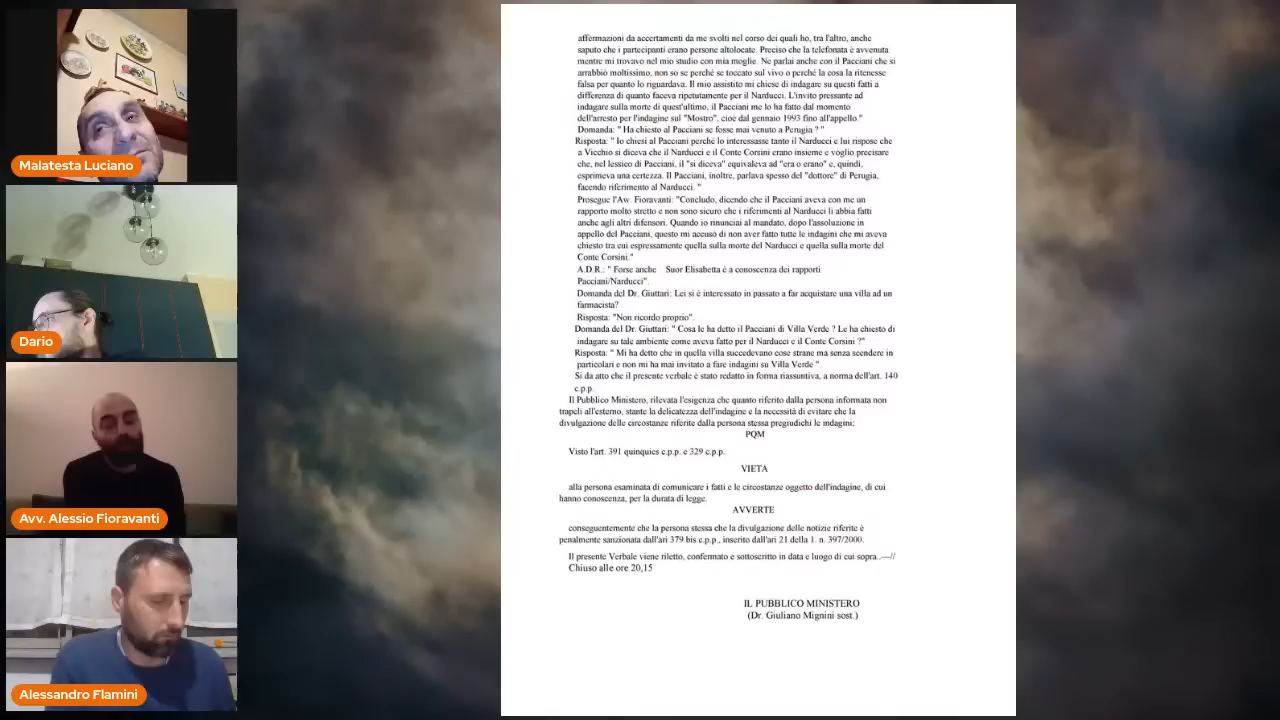 Malatesta Luciano
Dario
Avv. Alessio Fioravanti
Alessandro Flamini
affermazioni da accertamenti da me svolti nel corso dei quali ho, tra l'altro, anche
saputo che i partecipanti erano persone altolocate. Preciso che la telefonata è avvenuta
mentre mi trovavo nel mio studio con mia moglie. Ne parlai anche con il Pacciani che si
arrabbiò moltissimo, non so se perché se toccato sul vivo o perché la cosa la ritenesse
falsa per quanto lo riguardava. Il mio assistito mi chiese di indagare su questi fatti a
differenza di quanto faceva ripetutamente per il Narducci. L'invito pressante ad
indagare sulla morte di quest'ultimo, il Pacciani me lo ha fatto dal momento
dell'arresto per l'indagine sul "Mostro", cioè dal gennaio 1993 fino all'appello."
Domanda: " Ha chiesto al Pacciani se fosse mai venuto a Perugia ? "
Risposta: " Io chiesi al Pacciani perché lo interessasse tanto il Narducci e lui rispose che
a Vicchio si diceva che il Narducci e il Conte Corsini erano insieme e voglio precisare
che, nel lessico di Pacciani, il "si diceva" equivaleva ad "era o erano" e, quindi,
esprimeva una certezza. Il Pacciani, inoltre, parlava spesso del "dottore" di Perugia,
facendo riferimento al Narducci. "
Prosegue l'Aw. Fioravanti: "Concludo, dicendo che il Pacciani aveva con me un
rapporto molto stretto e non sono sicuro che i riferimenti al Narducci li abbia fatti
anche agli altri difensori. Quando io rinunciai al mandato, dopo l'assoluzione in
appello del Pacciani, questo mi accusò di non aver fatto tutte le indagini che mi aveva
chiesto tra cui espressamente quella sulla morte del Narducci e quella sulla morte del
Conte Corsini."
A.D.R.: " Forse anche Suor Elisabetta è a conoscenza dei rapporti
Pacciani/Narducci".
Domanda del Dr. Giuttari: Lei si è interessato in passato a far acquistare una villa ad un
farmacista?
Risposta: "Non ricordo proprio".
Domanda del Dr. Giuttari: " Cosa le ha detto il Pacciani di Villa Verde ? Le ha chiesto di
indagare su tale ambiente come aveva fatto per il Narducci e il Conte Corsini ?"
Risposta: " Mi ha detto che in quella villa succedevano cose strane ma senza scendere in
particolari e non mi ha mai invitato a fare indagini su Villa Verde ".
Si da atto che il presente verbale è stato redatto in forma riassuntiva, a norma dell'art. 140
c.p.p.
Il Pubblico Ministero, rilevata l'esigenza che quanto riferito dalla persona informata non
trapeli all'esterno, stante la delicatezza dell'indagine e la necessità di evitare che la
divulgazione delle circostanze riferite dalla persona stessa pregiudichi le indagini;
PQM
Visto l'art. 391 quinquies c.p.p. e 329 c.p.p.
VIETA
alla persona esaminata di comunicare i fatti e le circostanze oggetto dell'indagine, di cui
hanno conoscenza, per la durata di legge.
AVVERTE
conseguentemente che la persona stessa che la divulgazione delle notizie riferite è
penalmente sanzionata dall'ari 379 bis c.p.p., inscrito dall'ari 21 della 1. n. 397/2000.
Il presente Verbale viene riletto, confermato e sottoscritto in data e luogo di cui sopra..—//
Chiuso alle ore 20,15
IL PUBBLICO MINISTERO
(Dr. Giuliano Mignini sost.)